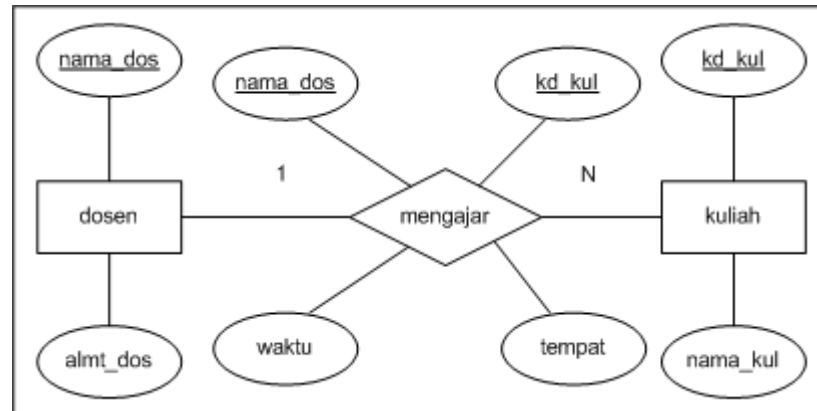 nama_dos
nama_dos
kd_kul
kd_kul
1
N
dosen
mengajar
kuliah
almt_dos
waktu
tempat
nama_kul